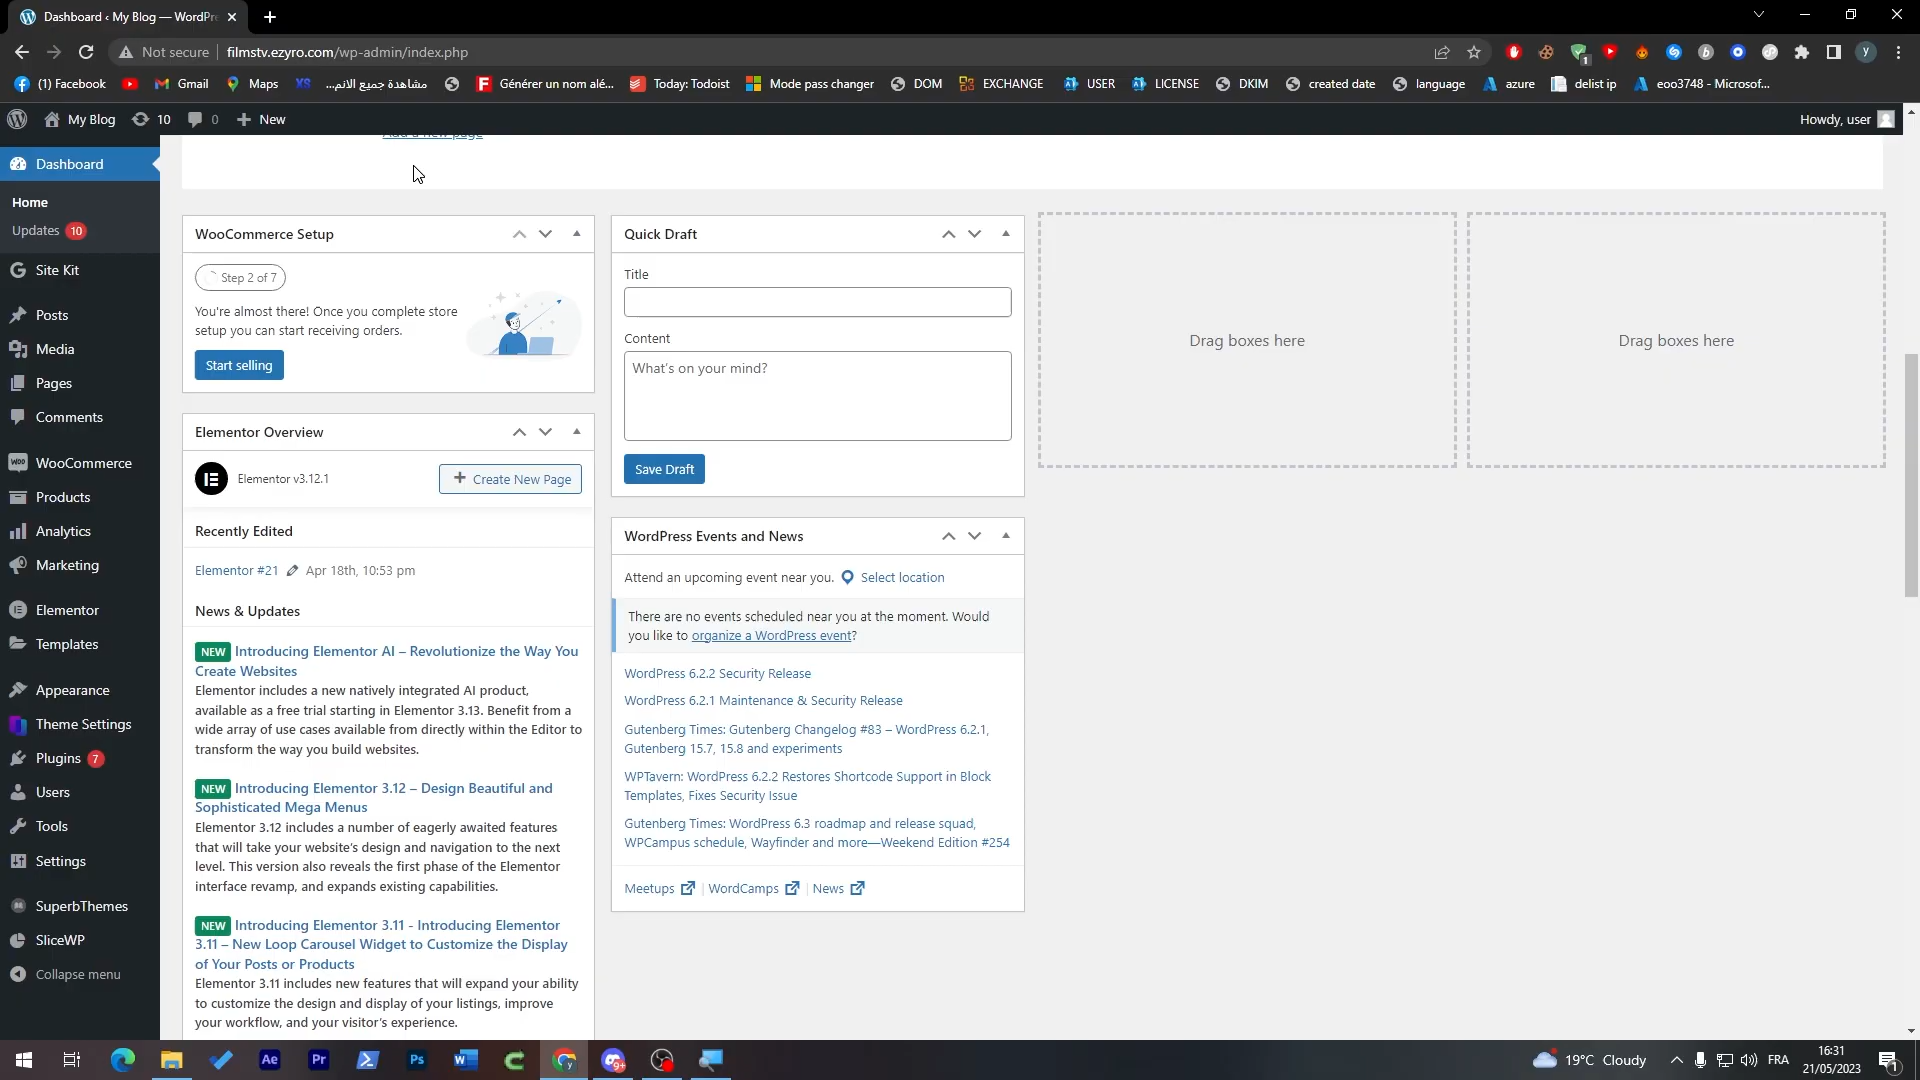 Dashboard ‹ My Blog — WordPre
Not secure
filmstv.ezyro.com/wp-admin/index.php
1
y
(1) Facebook
Gmail
Maps
XS
مشاهدة جميع الانم...
Générer un nom alé...
Today: Todoist
Mode pass changer
DOM
EXCHANGE
USER
LICENSE
DKIM
created date
language
azure
delist ip
eoo3748 - Microsof...
My Blog
10
0
New
Howdy, user
Dashboard
Home
Updates 10
Site Kit
Posts
Media
Pages
Comments
WooCommerce
Products
Analytics
Marketing
Elementor
Templates
Appearance
Theme Settings
Plugins 7
Users
Tools
Settings
SuperbThemes
SliceWP
Collapse menu
Add a new page
WooCommerce Setup
Step 2 of 7
You're almost there! Once you complete store
setup you can start receiving orders.
Start selling
Elementor Overview
Elementor v3.12.1
Create New Page
Recently Edited
Elementor #21 Apr 18th, 10:53 pm
News & Updates
NEW Introducing Elementor AI – Revolutionize the Way You
Create Websites
Elementor includes a new natively integrated AI product,
available as a free trial starting in Elementor 3.13. Benefit from a
wide array of use cases available from directly within the Editor to
transform the way you build websites.
NEW Introducing Elementor 3.12 – Design Beautiful and
Sophisticated Mega Menus
Elementor 3.12 includes a number of eagerly awaited features
that will take your website's design and navigation to the next
level. This version also reveals the first phase of the Elementor
interface revamp, and expands existing capabilities.
NEW Introducing Elementor 3.11 - Introducing Elementor
3.11 – New Loop Carousel Widget to Customize the Display
of Your Posts or Products
Elementor 3.11 includes new features that will expand your ability
to customize the design and display of your listings, improve
your workflow, and your visitor's experience.
Quick Draft
Title
Content
What's on your mind?
Save Draft
WordPress Events and News
Attend an upcoming event near you. Select location
There are no events scheduled near you at the moment. Would
you like to organize a WordPress event?
WordPress 6.2.2 Security Release
WordPress 6.2.1 Maintenance & Security Release
Gutenberg Times: Gutenberg Changelog #83 – WordPress 6.2.1,
Gutenberg 15.7, 15.8 and experiments
WPTavern: WordPress 6.2.2 Restores Shortcode Support in Block
Templates, Fixes Security Issue
Gutenberg Times: WordPress 6.3 roadmap and release squad,
WPCampus schedule, Wayfinder and more—Weekend Edition #254
Meetups | WordCamps | News
Drag boxes here
Drag boxes here
Ae
Pr
Ps
9+
19°C Cloudy
FRA
16:31
21/05/2023
1